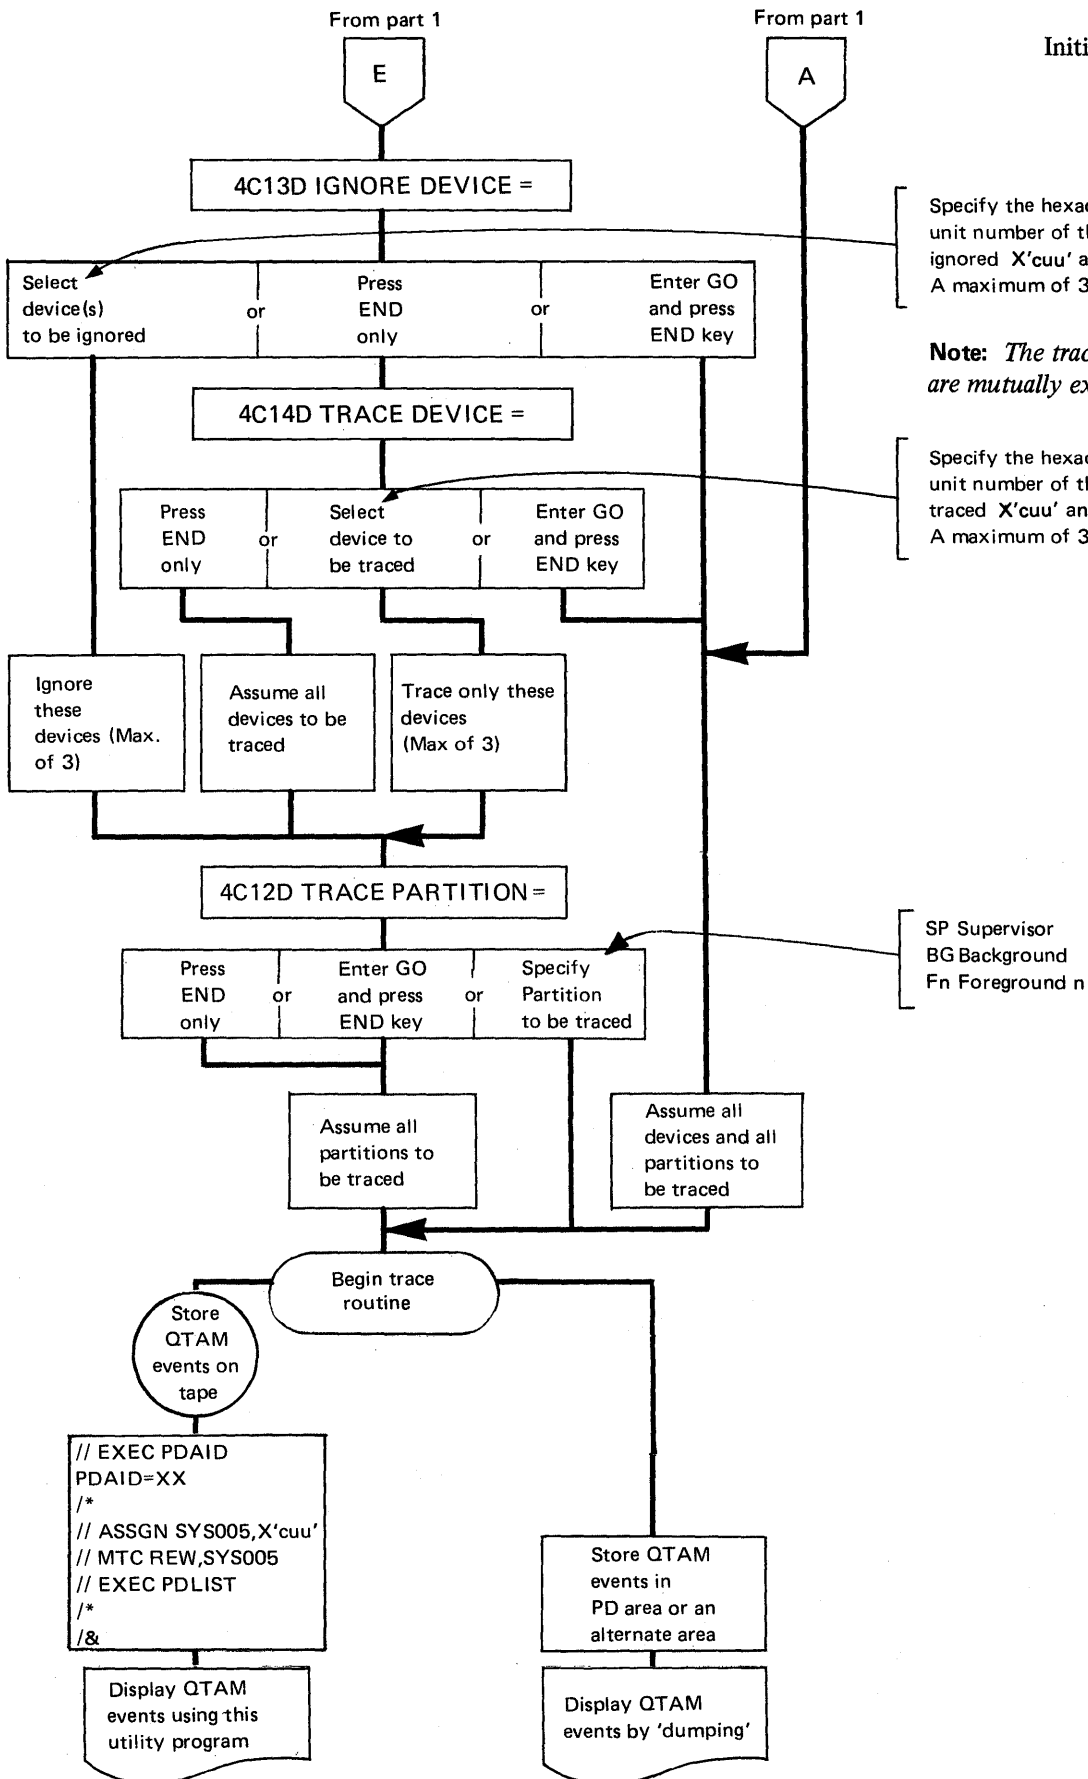 From part 1
From part 1
Initi
E
A
4C13D IGNORE DEVICE =
Specify the hexa
unit number of t
ignored X'cuu' a
A maximum of 3
Select
device(s)
to be ignored
or
Press
END
only
or
Enter GO
and press
END key
Note: The trac
are mutually ex
4C14D TRACE DEVICE =
Specify the hexa
unit number of t
traced X'cuu' an
A maximum of 3
Press
END
only
or
Select
device to
be traced
or
Enter GO
and press
END key
Ignore
these
devices (Max.
of 3)
Assume all
devices to be
traced
Trace only these
devices
(Max of 3)
4C12D TRACE PARTITION =
SP Supervisor
BG Background
Fn Foreground n
Press
END
only
or
Enter GO
and press
END key
or
Specify
Partition
to be traced
Assume all
partitions to
be traced
Assume all
devices and all
partitions to
be traced
Begin trace
routine
Store
QTAM
events on
tape
// EXEC PDAID
PDAID=XX
/*
// ASSGN SYS005,X'cuu'
// MTC REW,SYS005
// EXEC PDLIST
/*
/&
Store QTAM
events in
PD area or an
alternate area
Display QTAM
events using this
utility program
Display QTAM
events by 'dumping'